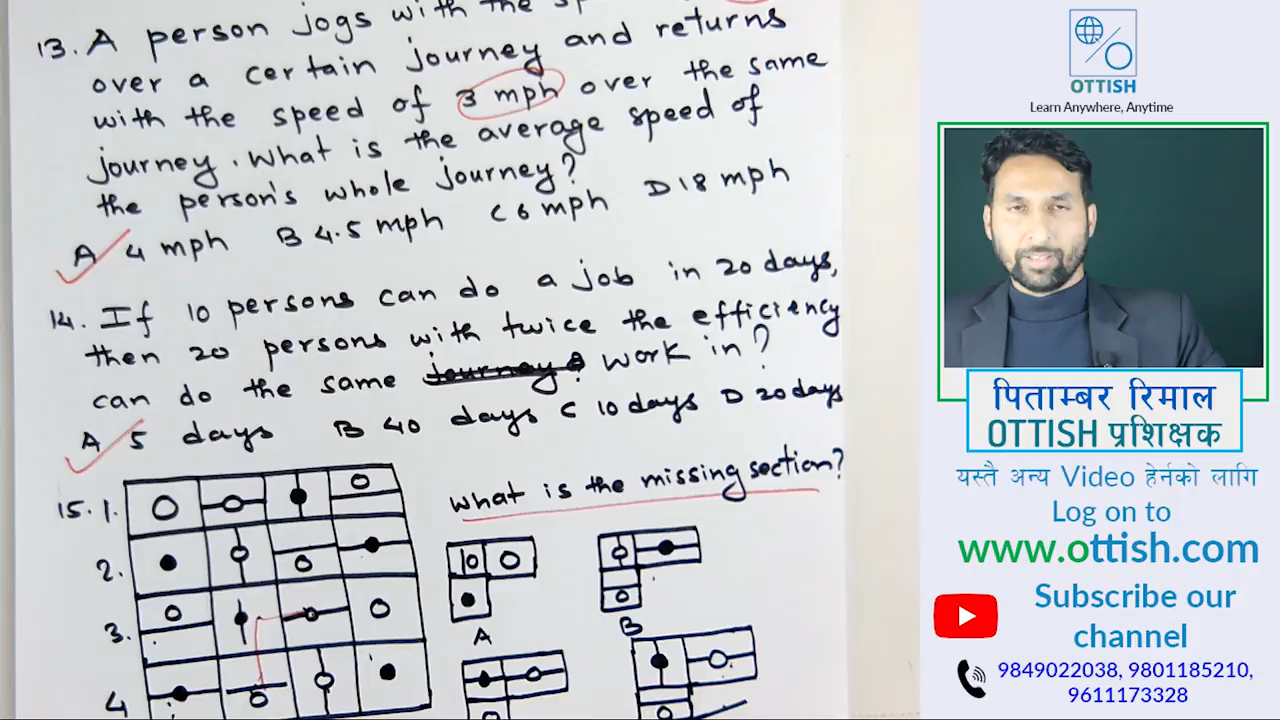 13. A person jogs with the sp
over a certain journey and returns
with the speed of 3 mph over the same
journey. What is the average speed of
the person's whole journey?
A 4 mph B 4.5 mph C 6 mph D 18 mph
14. If 10 persons can do a job in 20 days,
then 20 persons with twice the efficiency
can do the same journey work in?
A 5 days B 40 days C 10 days D 20 days
15. 1.
2.
3.
4
What is the missing section?
A
B
OTTISH
Learn Anywhere, Anytime
पिताम्बर रिमाल
OTTISH प्रशिक्षक
यस्तै अन्य Video हेर्नको लागि
Log on to
www.ottish.com
Subscribe our
channel
9849022038, 9801185210,
9611173328